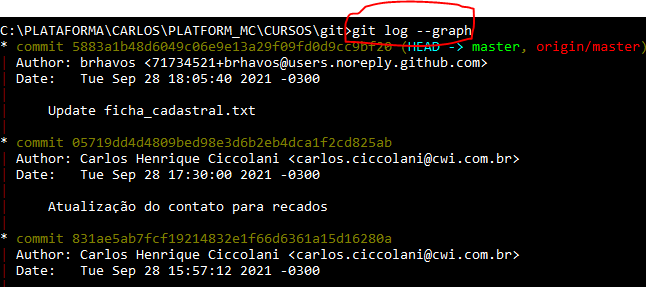 C:\PLATAFORMA\CARLOS\PLATFORM_MC\CURSOS\git>git log --graph
* commit 5883a1b48d6049c06e9e13a29f09fd0d9cc95f20 (HEAD -> master, origin/master)
| Author: brhavos <71734521+brhavos@users.noreply.github.com>
| Date:   Tue Sep 28 18:05:40 2021 -0300
|
|     Update ficha_cadastral.txt
|
* commit 05719dd4d4809bed98e3d6b2eb4dca1f2cd825ab
| Author: Carlos Henrique Ciccolani <carlos.ciccolani@cwi.com.br>
| Date:   Tue Sep 28 17:30:00 2021 -0300
|
|     Atualização do contato para recados
|
* commit 831ae5ab7fcf19214832e1f66d6361a15d16280a
| Author: Carlos Henrique Ciccolani <carlos.ciccolani@cwi.com.br>
| Date:   Tue Sep 28 15:57:12 2021 -0300